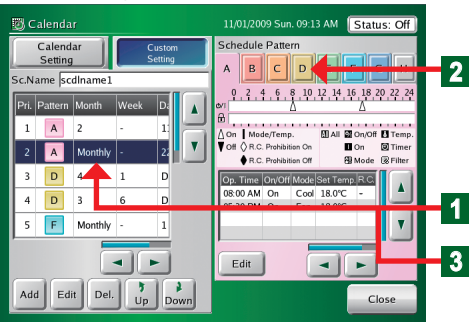 Calendar
11/01/2009 Sun. 09:13 AM
Status: Off
Calendar Setting
Custom Setting
Sc.Name scdlname1
Pri. Pattern Month Week Da
1 A 2 -
2 A Monthly -
3 D 4 1 D
4 D 3 6 D
5 F Monthly - 1
Add Edit Del. Up Down
Schedule Pattern
A B C D
0 2 4 6 8 10 12 14 16 18 20 22 24
On Mode/Temp. All On/Off Temp.
Off R.C. Prohibition On On Timer
R.C. Prohibition Off Mode Filter
Op. Time On/Off Mode Set Temp. R.C.
08:00 AM On Cool 18.0°C -
Edit
Close
2
1
3